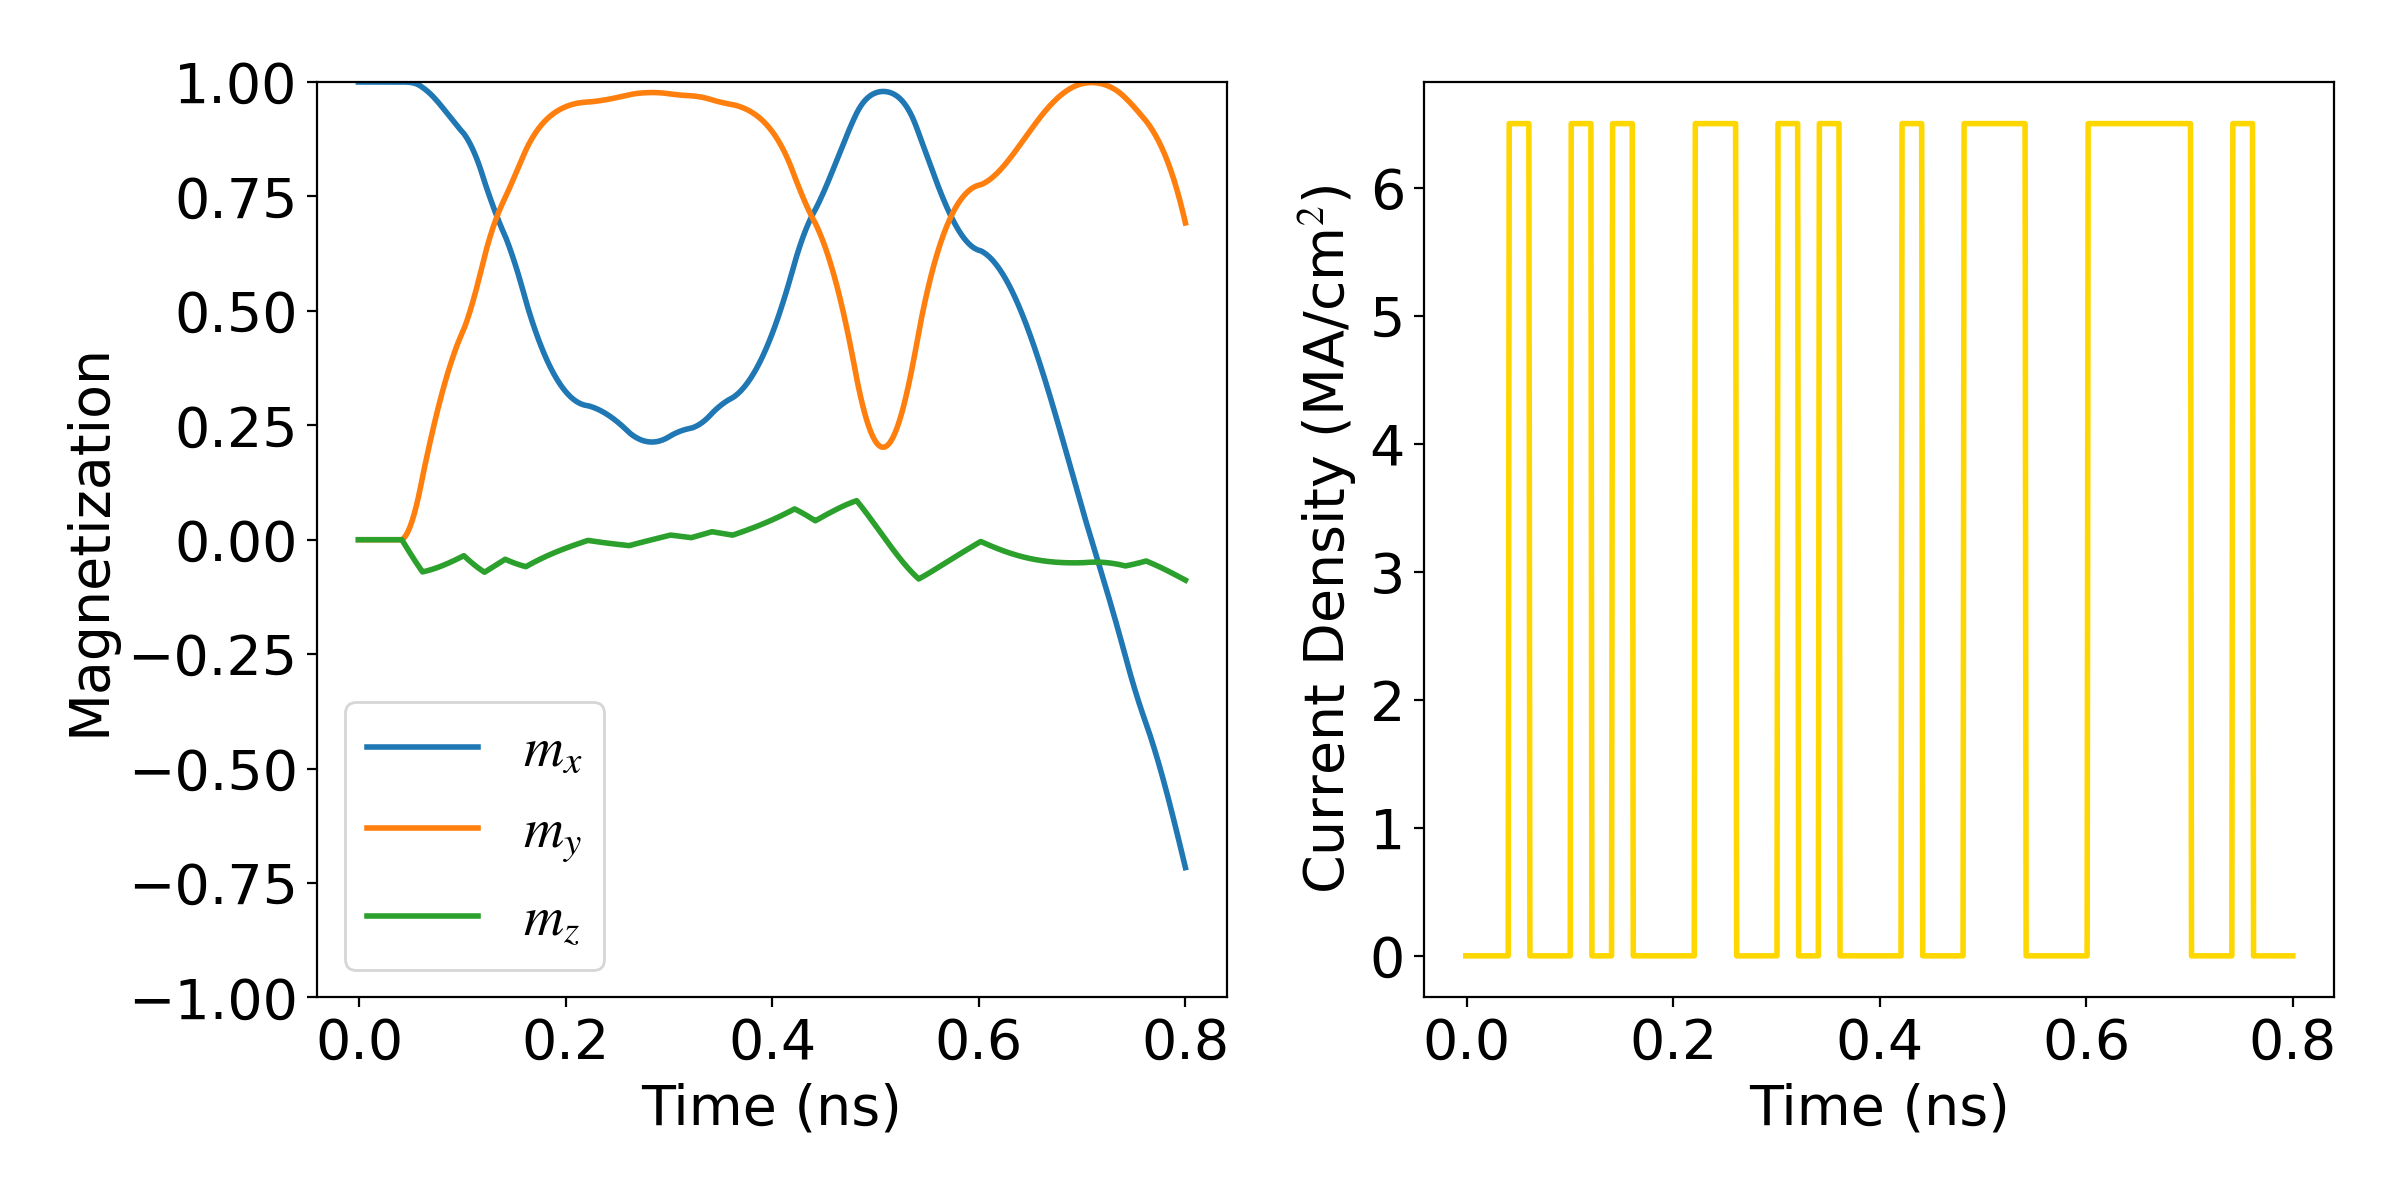 Magnetization
1.00
0.75
0.50
0.25
0.00
−0.25
−0.50
−0.75
−1.00
0.0 0.2 0.4 0.6 0.8
Time (ns)
m_x
m_y
m_z
Current Density (MA/cm²)
6
5
4
3
2
1
0
0.0 0.2 0.4 0.6 0.8
Time (ns)